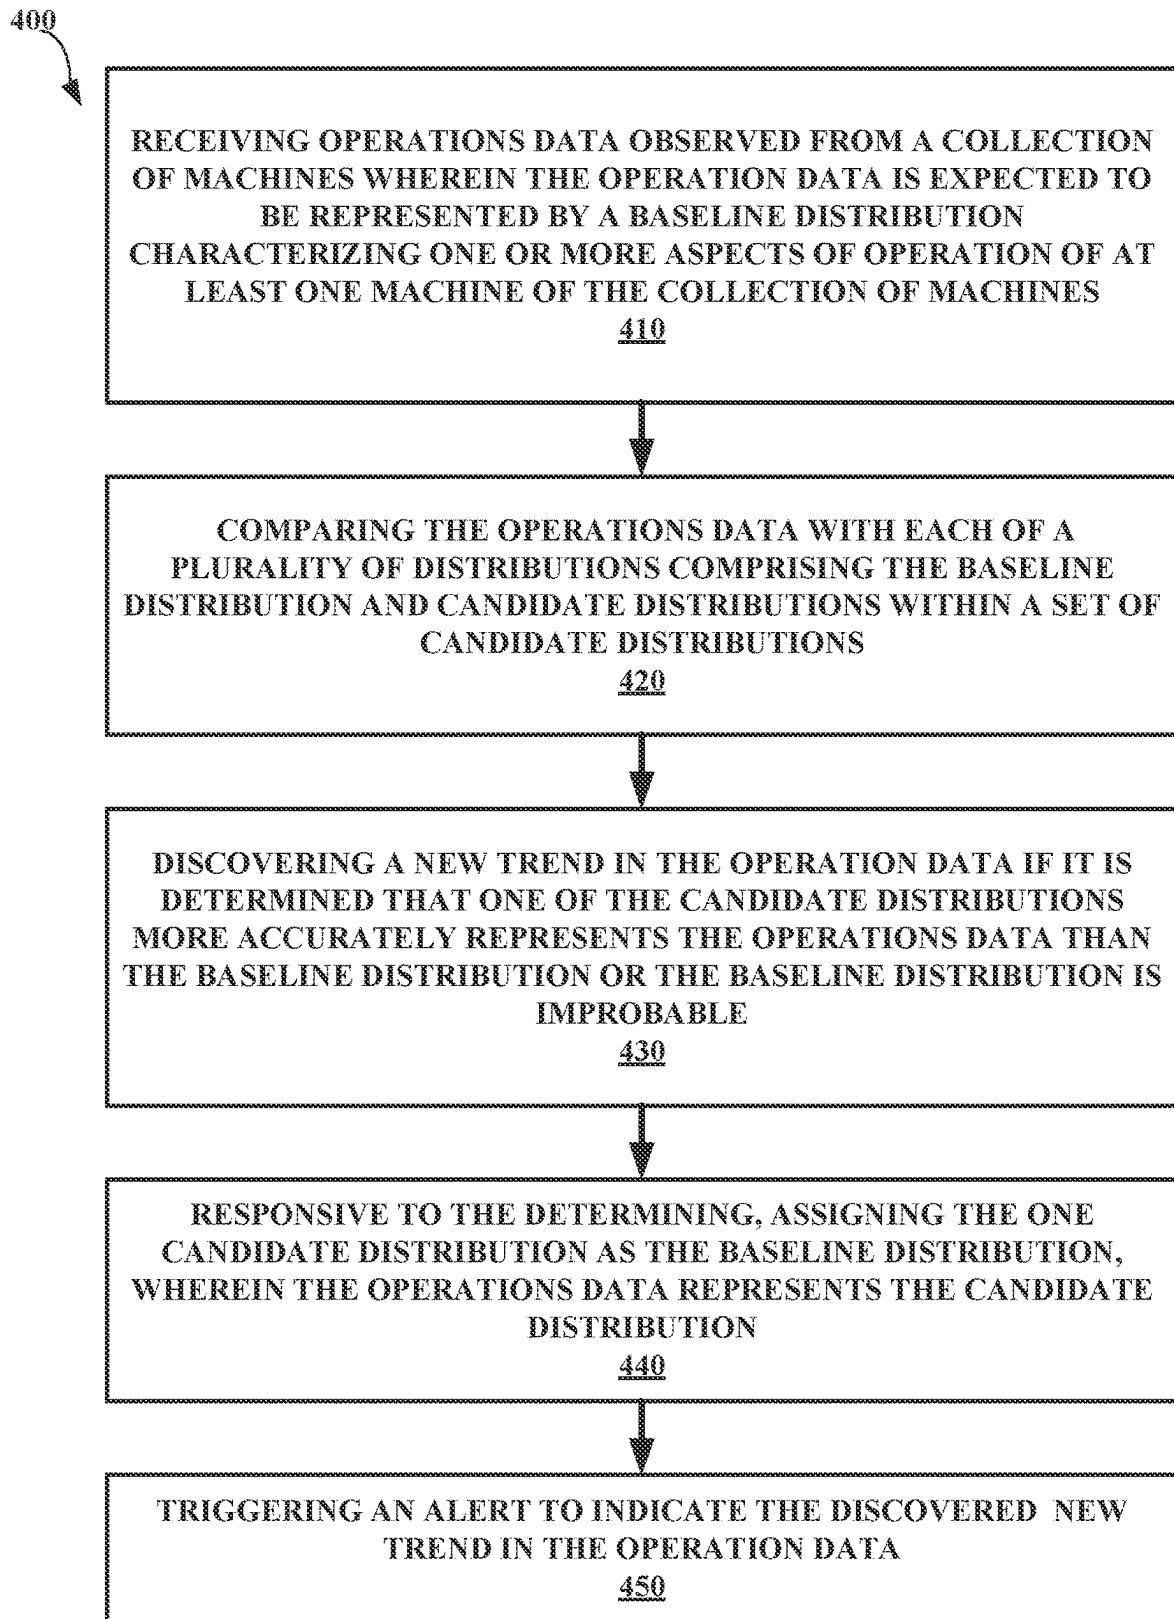 400
RECEIVING OPERATIONS DATA OBSERVED FROM A COLLECTION
OF MACHINES WHEREIN THE OPERATION DATA IS EXPECTED TO
BE REPRESENTED BY A BASELINE DISTRIBUTION
CHARACTERIZING ONE OR MORE ASPECTS OF OPERATION OF AT
LEAST ONE MACHINE OF THE COLLECTION OF MACHINES
410
COMPARING THE OPERATIONS DATA WITH EACH OF A
PLURALITY OF DISTRIBUTIONS COMPRISING THE BASELINE
DISTRIBUTION AND CANDIDATE DISTRIBUTIONS WITHIN A SET OF
CANDIDATE DISTRIBUTIONS
420
DISCOVERING A NEW TREND IN THE OPERATION DATA IF IT IS
DETERMINED THAT ONE OF THE CANDIDATE DISTRIBUTIONS
MORE ACCURATELY REPRESENTS THE OPERATIONS DATA THAN
THE BASELINE DISTRIBUTION OR THE BASELINE DISTRIBUTION IS
IMPROBABLE
430
RESPONSIVE TO THE DETERMINING, ASSIGNING THE ONE
CANDIDATE DISTRIBUTION AS THE BASELINE DISTRIBUTION,
WHEREIN THE OPERATIONS DATA REPRESENTS THE CANDIDATE
DISTRIBUTION
440
TRIGGERING AN ALERT TO INDICATE THE DISCOVERED NEW
TREND IN THE OPERATION DATA
450